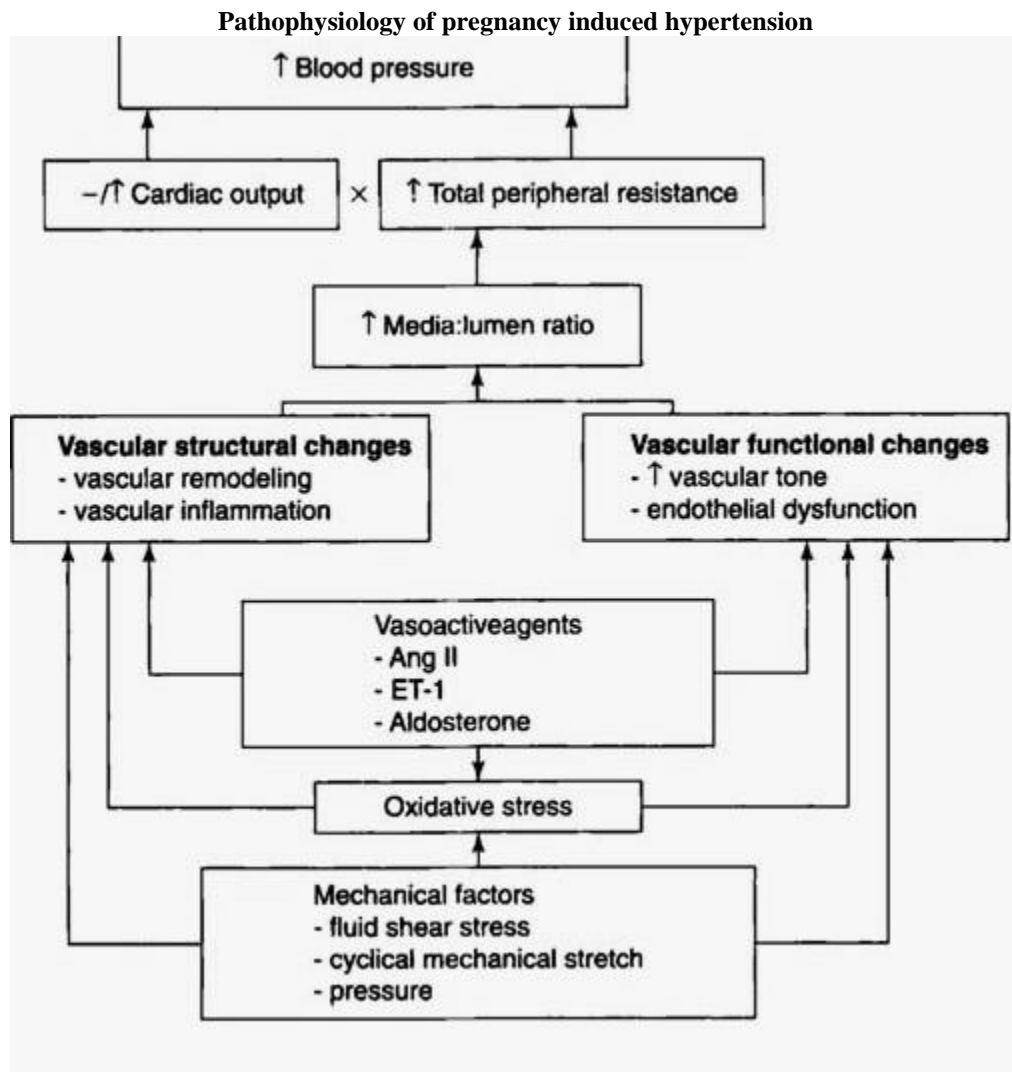 Pathophysiology of pregnancy induced hypertension
↑ Blood pressure
–/↑ Cardiac output
×
↑ Total peripheral resistance
↑ Media:lumen ratio
Vascular structural changes
- vascular remodeling
- vascular inflammation
Vascular functional changes
- ↑ vascular tone
- endothelial dysfunction
Vasoactiveagents
- Ang II
- ET-1
- Aldosterone
Oxidative stress
Mechanical factors
- fluid shear stress
- cyclical mechanical stretch
- pressure